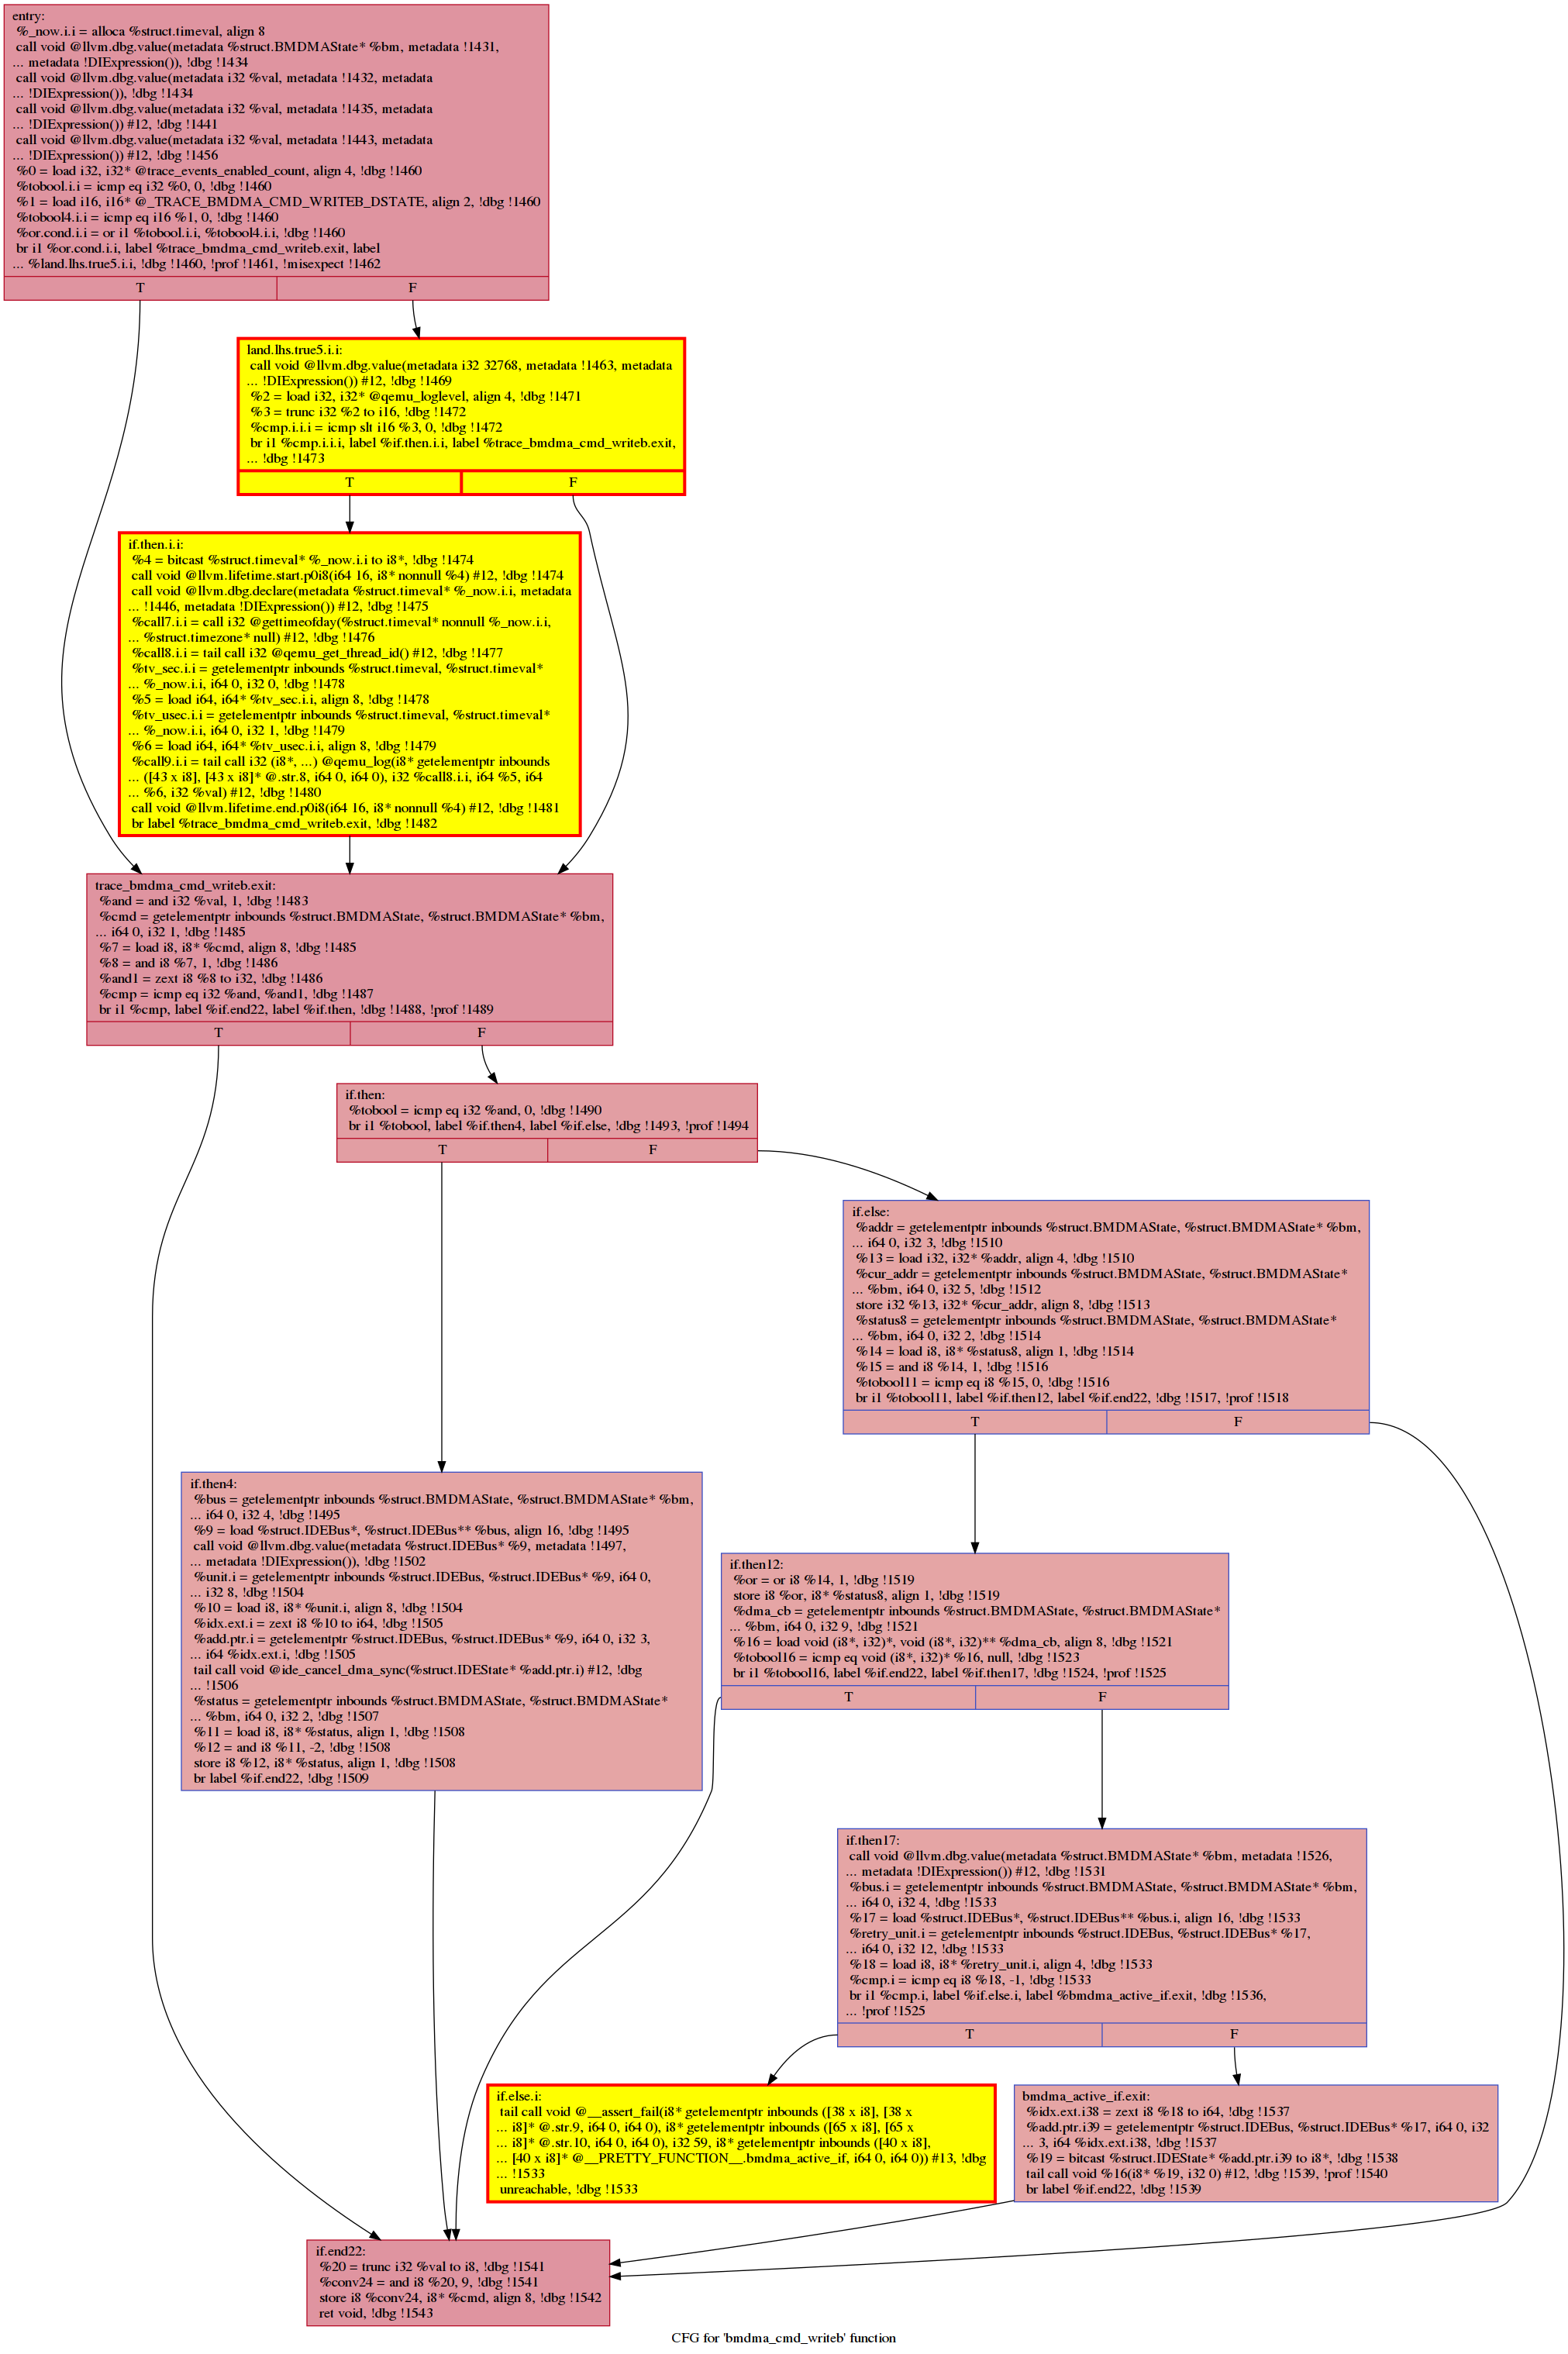 entry:
%_now.i.i = alloca %struct.timeval, align 8
call void @llvm.dbg.value(metadata %struct.BMDMAState* %bm, metadata !1431,
... metadata !DIExpression()), !dbg !1434
call void @llvm.dbg.value(metadata i32 %val, metadata !1432, metadata
... !DIExpression()), !dbg !1434
call void @llvm.dbg.value(metadata i32 %val, metadata !1435, metadata
... !DIExpression()) #12, !dbg !1441
call void @llvm.dbg.value(metadata i32 %val, metadata !1443, metadata
... !DIExpression()) #12, !dbg !1456
%0 = load i32, i32* @trace_events_enabled_count, align 4, !dbg !1460
%tobool.i.i = icmp eq i32 %0, 0, !dbg !1460
%1 = load i16, i16* @_TRACE_BMDMA_CMD_WRITEB_DSTATE, align 2, !dbg !1460
%tobool4.i.i = icmp eq i16 %1, 0, !dbg !1460
%or.cond.i.i = or i1 %tobool.i.i, %tobool4.i.i, !dbg !1460
br i1 %or.cond.i.i, label %trace_bmdma_cmd_writeb.exit, label
... %land.lhs.true5.i.i, !dbg !1460, !prof !1461, !misexpect !1462
T F
land.lhs.true5.i.i:
call void @llvm.dbg.value(metadata i32 32768, metadata !1463, metadata
... !DIExpression()) #12, !dbg !1469
%2 = load i32, i32* @qemu_loglevel, align 4, !dbg !1471
%3 = trunc i32 %2 to i16, !dbg !1472
%cmp.i.i.i = icmp slt i16 %3, 0, !dbg !1472
br i1 %cmp.i.i.i, label %if.then.i.i, label %trace_bmdma_cmd_writeb.exit,
... !dbg !1473
T F
if.then.i.i:
%4 = bitcast %struct.timeval* %_now.i.i to i8*, !dbg !1474
call void @llvm.lifetime.start.p0i8(i64 16, i8* nonnull %4) #12, !dbg !1474
call void @llvm.dbg.declare(metadata %struct.timeval* %_now.i.i, metadata
... !1446, metadata !DIExpression()) #12, !dbg !1475
%call7.i.i = call i32 @gettimeofday(%struct.timeval* nonnull %_now.i.i,
... %struct.timezone* null) #12, !dbg !1476
%call8.i.i = tail call i32 @qemu_get_thread_id() #12, !dbg !1477
%tv_sec.i.i = getelementptr inbounds %struct.timeval, %struct.timeval*
... %_now.i.i, i64 0, i32 0, !dbg !1478
%5 = load i64, i64* %tv_sec.i.i, align 8, !dbg !1478
%tv_usec.i.i = getelementptr inbounds %struct.timeval, %struct.timeval*
... %_now.i.i, i64 0, i32 1, !dbg !1479
%6 = load i64, i64* %tv_usec.i.i, align 8, !dbg !1479
%call9.i.i = tail call i32 (i8*, ...) @qemu_log(i8* getelementptr inbounds
... ([43 x i8], [43 x i8]* @.str.8, i64 0, i64 0), i32 %call8.i.i, i64 %5, i64
... %6, i32 %val) #12, !dbg !1480
call void @llvm.lifetime.end.p0i8(i64 16, i8* nonnull %4) #12, !dbg !1481
br label %trace_bmdma_cmd_writeb.exit, !dbg !1482
trace_bmdma_cmd_writeb.exit:
%and = and i32 %val, 1, !dbg !1483
%cmd = getelementptr inbounds %struct.BMDMAState, %struct.BMDMAState* %bm,
... i64 0, i32 1, !dbg !1485
%7 = load i8, i8* %cmd, align 8, !dbg !1485
%8 = and i8 %7, 1, !dbg !1486
%and1 = zext i8 %8 to i32, !dbg !1486
%cmp = icmp eq i32 %and, %and1, !dbg !1487
br i1 %cmp, label %if.end22, label %if.then, !dbg !1488, !prof !1489
T F
if.then:
%tobool = icmp eq i32 %and, 0, !dbg !1490
br i1 %tobool, label %if.then4, label %if.else, !dbg !1493, !prof !1494
T F
if.else:
%addr = getelementptr inbounds %struct.BMDMAState, %struct.BMDMAState* %bm,
... i64 0, i32 3, !dbg !1510
%13 = load i32, i32* %addr, align 4, !dbg !1510
%cur_addr = getelementptr inbounds %struct.BMDMAState, %struct.BMDMAState*
... %bm, i64 0, i32 5, !dbg !1512
store i32 %13, i32* %cur_addr, align 8, !dbg !1513
%status8 = getelementptr inbounds %struct.BMDMAState, %struct.BMDMAState*
... %bm, i64 0, i32 2, !dbg !1514
%14 = load i8, i8* %status8, align 1, !dbg !1514
%15 = and i8 %14, 1, !dbg !1516
%tobool11 = icmp eq i8 %15, 0, !dbg !1516
br i1 %tobool11, label %if.then12, label %if.end22, !dbg !1517, !prof !1518
T F
if.then4:
%bus = getelementptr inbounds %struct.BMDMAState, %struct.BMDMAState* %bm,
... i64 0, i32 4, !dbg !1495
%9 = load %struct.IDEBus*, %struct.IDEBus** %bus, align 16, !dbg !1495
call void @llvm.dbg.value(metadata %struct.IDEBus* %9, metadata !1497,
... metadata !DIExpression()), !dbg !1502
%unit.i = getelementptr inbounds %struct.IDEBus, %struct.IDEBus* %9, i64 0,
... i32 8, !dbg !1504
%10 = load i8, i8* %unit.i, align 8, !dbg !1504
%idx.ext.i = zext i8 %10 to i64, !dbg !1505
%add.ptr.i = getelementptr %struct.IDEBus, %struct.IDEBus* %9, i64 0, i32 3,
... i64 %idx.ext.i, !dbg !1505
tail call void @ide_cancel_dma_sync(%struct.IDEState* %add.ptr.i) #12, !dbg
... !1506
%status = getelementptr inbounds %struct.BMDMAState, %struct.BMDMAState*
... %bm, i64 0, i32 2, !dbg !1507
%11 = load i8, i8* %status, align 1, !dbg !1508
%12 = and i8 %11, -2, !dbg !1508
store i8 %12, i8* %status, align 1, !dbg !1508
br label %if.end22, !dbg !1509
if.then12:
%or = or i8 %14, 1, !dbg !1519
store i8 %or, i8* %status8, align 1, !dbg !1519
%dma_cb = getelementptr inbounds %struct.BMDMAState, %struct.BMDMAState*
... %bm, i64 0, i32 9, !dbg !1521
%16 = load void (i8*, i32)*, void (i8*, i32)** %dma_cb, align 8, !dbg !1521
%tobool16 = icmp eq void (i8*, i32)* %16, null, !dbg !1523
br i1 %tobool16, label %if.end22, label %if.then17, !dbg !1524, !prof !1525
T F
if.then17:
call void @llvm.dbg.value(metadata %struct.BMDMAState* %bm, metadata !1526,
... metadata !DIExpression()) #12, !dbg !1531
%bus.i = getelementptr inbounds %struct.BMDMAState, %struct.BMDMAState* %bm,
... i64 0, i32 4, !dbg !1533
%17 = load %struct.IDEBus*, %struct.IDEBus** %bus.i, align 16, !dbg !1533
%retry_unit.i = getelementptr inbounds %struct.IDEBus, %struct.IDEBus* %17,
... i64 0, i32 12, !dbg !1533
%18 = load i8, i8* %retry_unit.i, align 4, !dbg !1533
%cmp.i = icmp eq i8 %18, -1, !dbg !1533
br i1 %cmp.i, label %if.else.i, label %bmdma_active_if.exit, !dbg !1536,
... !prof !1525
T F
if.else.i:
tail call void @__assert_fail(i8* getelementptr inbounds ([38 x i8], [38 x
... i8]* @.str.9, i64 0, i64 0), i8* getelementptr inbounds ([65 x i8], [65 x
... i8]* @.str.10, i64 0, i64 0), i32 59, i8* getelementptr inbounds ([40 x i8],
... [40 x i8]* @__PRETTY_FUNCTION__.bmdma_active_if, i64 0, i64 0)) #13, !dbg
... !1533
unreachable, !dbg !1533
bmdma_active_if.exit:
%idx.ext.i38 = zext i8 %18 to i64, !dbg !1537
%add.ptr.i39 = getelementptr %struct.IDEBus, %struct.IDEBus* %17, i64 0, i32
... 3, i64 %idx.ext.i38, !dbg !1537
%19 = bitcast %struct.IDEState* %add.ptr.i39 to i8*, !dbg !1538
tail call void %16(i8* %19, i32 0) #12, !dbg !1539, !prof !1540
br label %if.end22, !dbg !1539
if.end22:
%20 = trunc i32 %val to i8, !dbg !1541
%conv24 = and i8 %20, 9, !dbg !1541
store i8 %conv24, i8* %cmd, align 8, !dbg !1542
ret void, !dbg !1543
CFG for 'bmdma_cmd_writeb' function